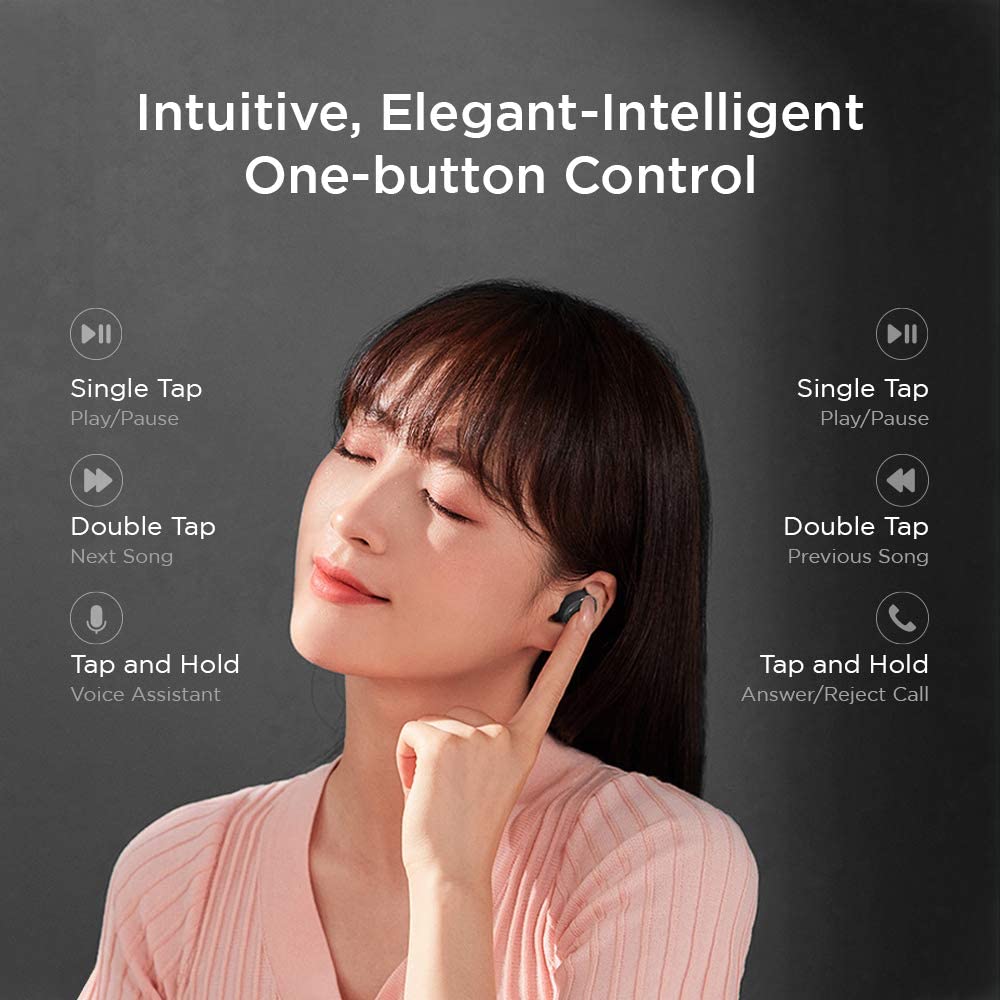 Intuitive, Elegant-Intelligent
One-button Control
Single Tap
Play/Pause
Double Tap
Next Song
Tap and Hold
Voice Assistant
Single Tap
Play/Pause
Double Tap
Previous Song
Tap and Hold
Answer/Reject Call